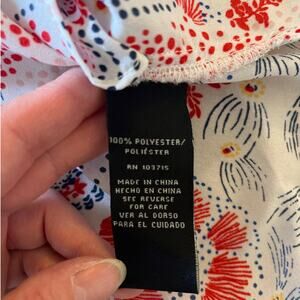 100% POLYESTER/
POLIÉSTER
RN 103715
MADE IN CHINA
HECHO EN CHINA
SEE REVERSE
FOR CARE
VER AL DORSO
PARA EL CUIDADO